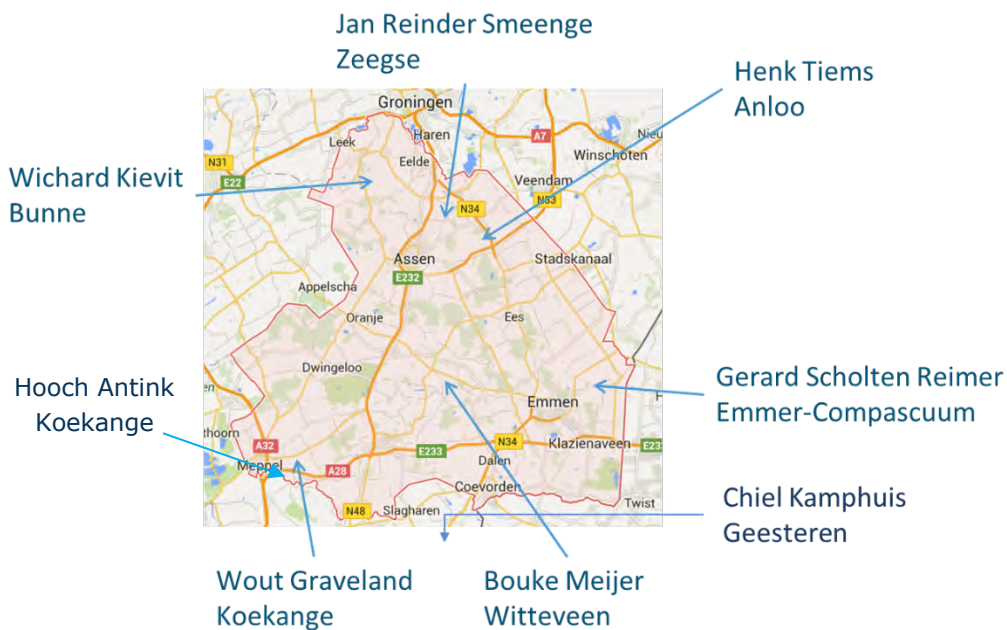 Jan Reinder Smeenge
Zeegse
Henk Tiems
Anloo
Wichard Kievit
Bunne
Hooch Antink
Koekange
Gerard Scholten Reimer
Emmer-Compascuum
Chiel Kamphuis
Geesteren
Wout Graveland
Koekange
Bouke Meijer
Witteveen
Groningen
Leek
Haren
A7
Winschoten
N31
E22
Eelde
Veendam
N33
N34
Assen
Stadskanaal
E232
Appelscha
Oranje
Ees
Dwingeloo
Emmen
A32
Meppel
E233
N34
Klazienaveen
A28
Dalen
Coevorden
N48
Slagharen
Twist